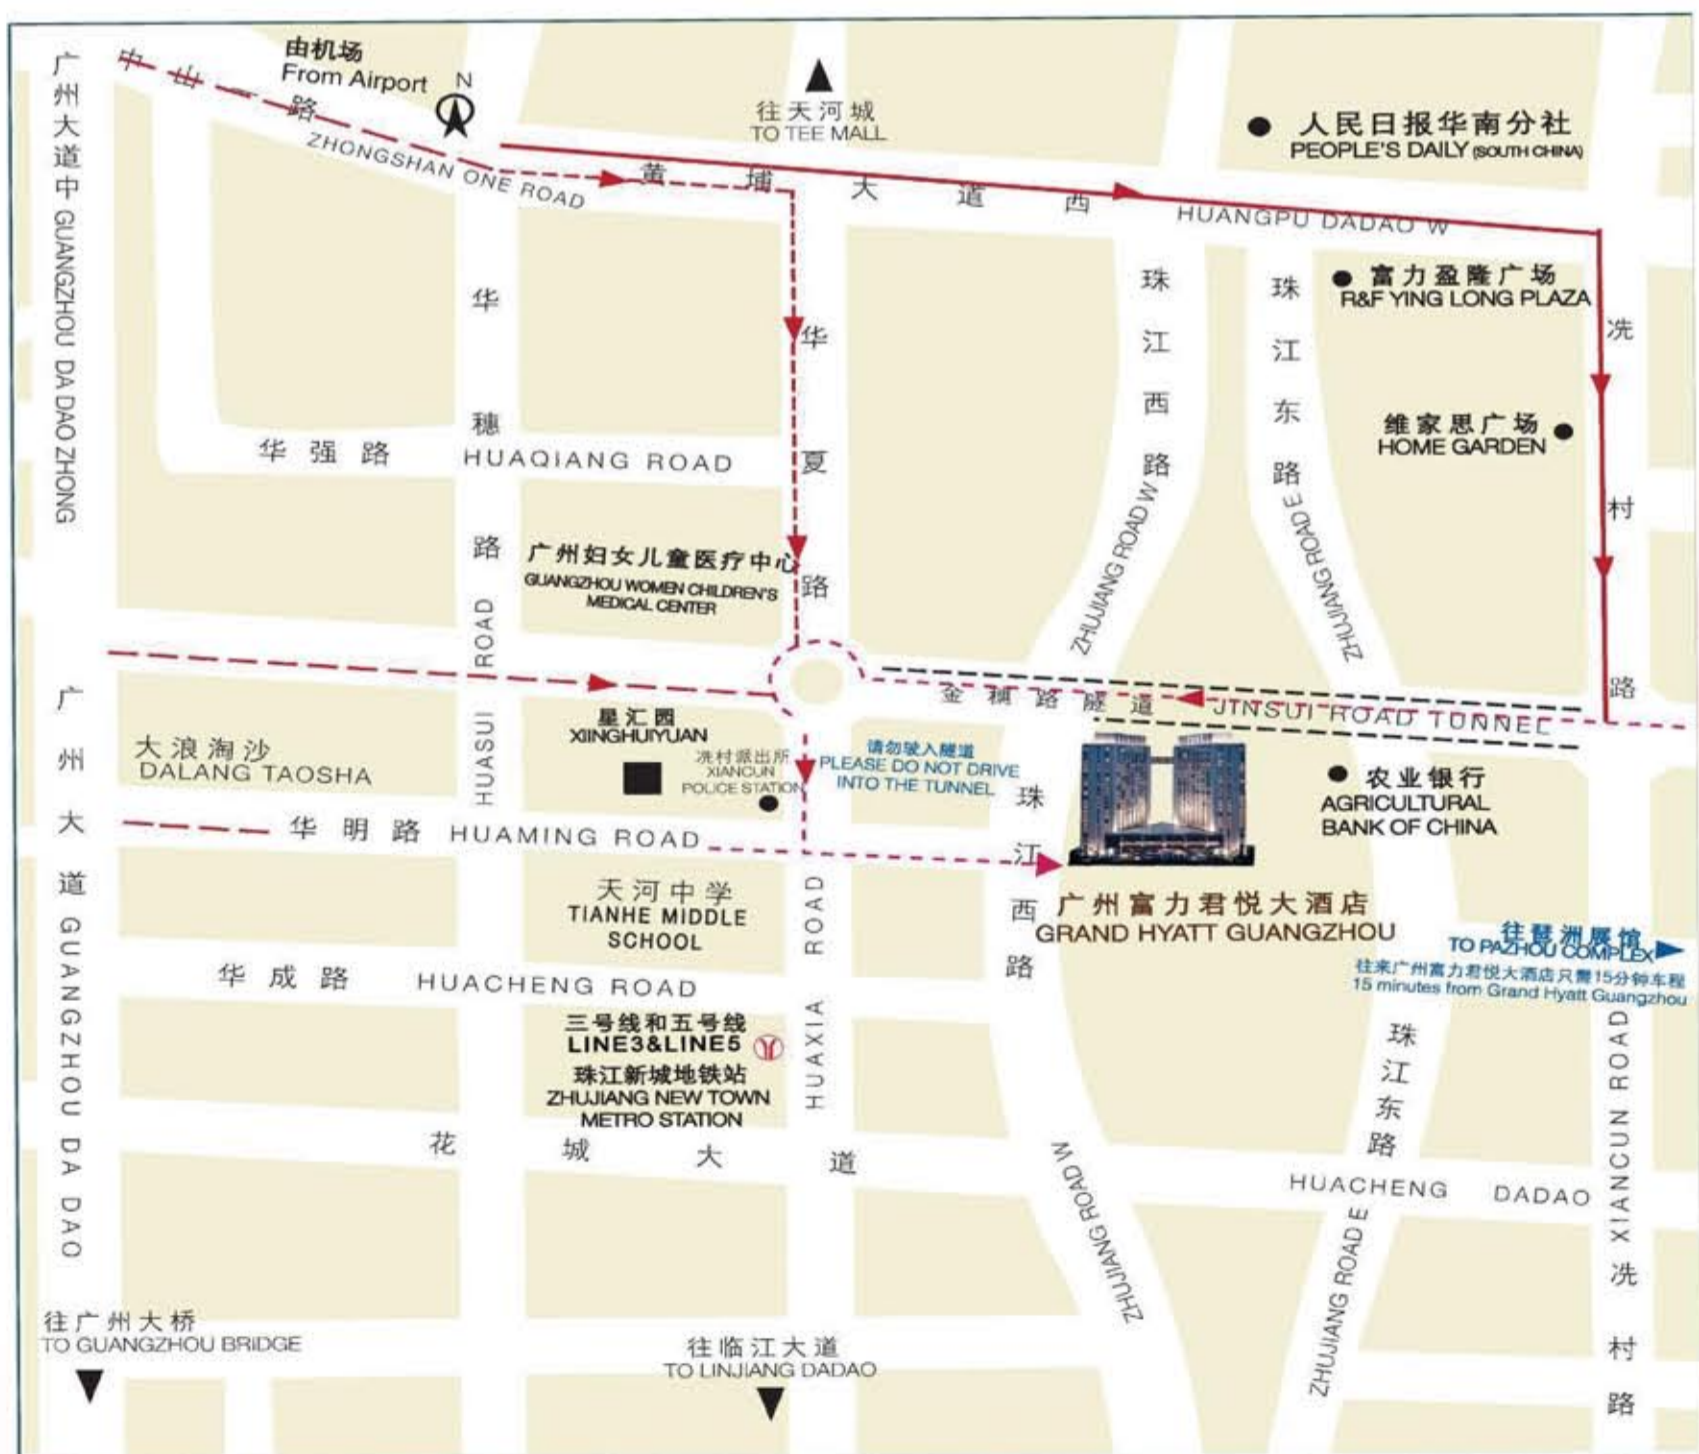 由机场
From Airport
N
中山一路
ZHONGSHAN ONE ROAD
广州大道中 GUANGZHOU DA DAO ZHONG
往天河城
TO TEE MALL
人民日报华南分社
PEOPLE'S DAILY (SOUTH CHINA)
黄埔大道西
HUANGPU DADAO W
富力盈隆广场
R&F YING LONG PLAZA
维家思广场
HOME GARDEN
珠江西路
ZHUJIANG ROAD W
珠江东路
ZHUJIANG ROAD E
冼村路
华穗路
HUASUI ROAD
华夏路
华强路 HUAQIANG ROAD
广州妇女儿童医疗中心
GUANGZHOU WOMEN CHILDREN'S
MEDICAL CENTER
金穗路隧道 JINSUI ROAD TUNNEL
广州大道 GUANGZHOU DA DAO
大浪淘沙
DALANG TAOSHA
星汇园
XIINGHUIYUAN
冼村派出所
XIANCUN
POLICE STATION
请勿驶入隧道
PLEASE DO NOT DRIVE
INTO THE TUNNEL
农业银行
AGRICULTURAL
BANK OF CHINA
华明路 HUAMING ROAD
珠江西路
广州富力君悦大酒店
GRAND HYATT GUANGZHOU
天河中学
TIANHE MIDDLE
SCHOOL
往琶洲展馆
TO PAZHOU COMPLEX
往来广州富力君悦大酒店只需15分钟车程
15 minutes from Grand Hyatt Guangzhou
华成路 HUACHENG ROAD
HUAXIA ROAD
三号线和五号线
LINE3&LINE5
珠江新城地铁站
ZHUJIANG NEW TOWN
METRO STATION
珠江东路
ZHUJIANG ROAD E
XIANCUN ROAD
冼村路
花城大道
HUACHENG DADAO
ZHUJIANG ROAD W
往广州大桥
TO GUANGZHOU BRIDGE
往临江大道
TO LINJIANG DADAO